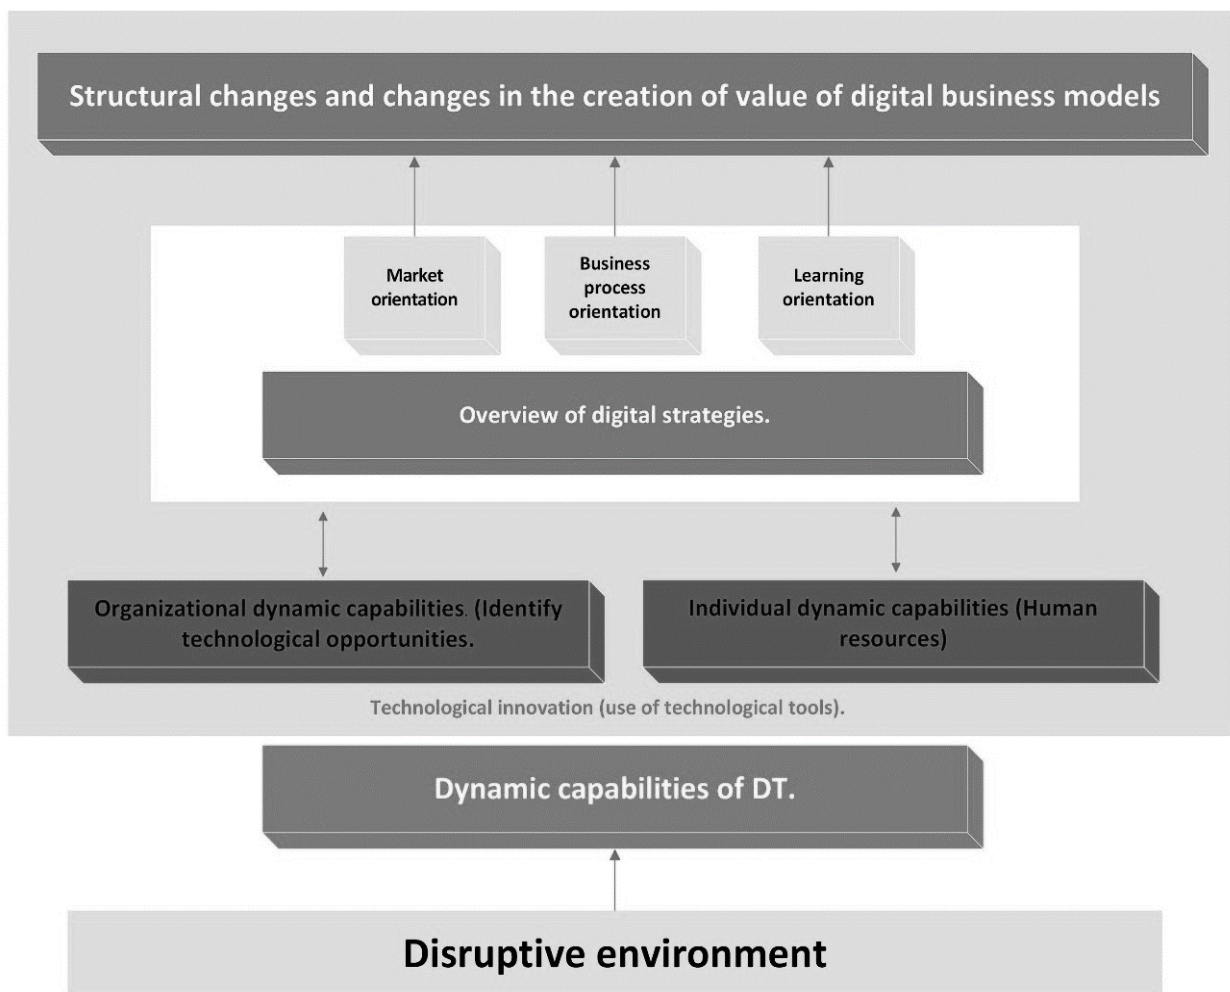 Structural changes and changes in the creation of value of digital business models
Market
orientation
Business
process
orientation
Learning
orientation
Overview of digital strategies.
Organizational dynamic capabilities. (Identify
technological opportunities.
Individual dynamic capabilities (Human
resources)
Technological innovation (use of technological tools).
Dynamic capabilities of DT.
Disruptive environment